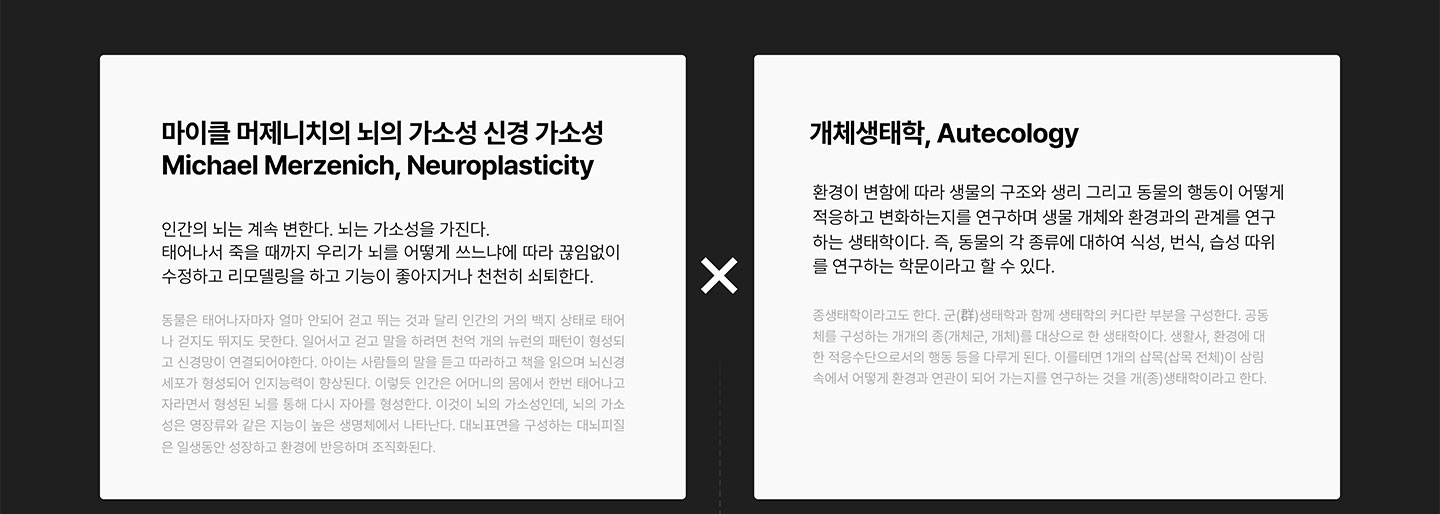 마이클 머제니치의 뇌의 가소성 신경 가소성
Michael Merzenich, Neuroplasticity
인간의 뇌는 계속 변한다. 뇌는 가소성을 가진다.
태어나서 죽을 때까지 우리가 뇌를 어떻게 쓰느냐에 따라 끊임없이
수정하고 리모델링을 하고 기능이 좋아지거나 천천히 쇠퇴한다.
동물은 태어나자마자 얼마 안되어 걷고 뛰는 것과 달리 인간의 거의 백지 상태로 태어
나 걷지도 뛰지도 못한다. 일어서고 걷고 말을 하려면 천억 개의 뉴런의 패턴이 형성되
고 신경망이 연결되어야한다. 아이는 사람들의 말을 듣고 따라하고 책을 읽으며 뇌신경
세포가 형성되어 인지능력이 향상된다. 이렇듯 인간은 어머니의 몸에서 한번 태어나고
자라면서 형성된 뇌를 통해 다시 자아를 형성한다. 이것이 뇌의 가소성인데, 뇌의 가소
성은 영장류와 같은 지능이 높은 생명체에서 나타난다. 대뇌표면을 구성하는 대뇌피질
은 일생동안 성장하고 환경에 반응하며 조직화된다.
×
개체생태학, Autecology
환경이 변함에 따라 생물의 구조와 생리 그리고 동물의 행동이 어떻게
적응하고 변화하는지를 연구하며 생물 개체와 환경과의 관계를 연구
하는 생태학이다. 즉, 동물의 각 종류에 대하여 식성, 번식, 습성 따위
를 연구하는 학문이라고 할 수 있다.
종생태학이라고도 한다. 군(群)생태학과 함께 생태학의 커다란 부분을 구성한다. 공동
체를 구성하는 개개의 종(개체군, 개체)를 대상으로 한 생태학이다. 생활사, 환경에 대
한 적응수단으로서의 행동 등을 다루게 된다. 이를테면 1개의 삽목(삽목 전체)이 삼림
속에서 어떻게 환경과 연관이 되어 가는지를 연구하는 것을 개(종)생태학이라고 한다.